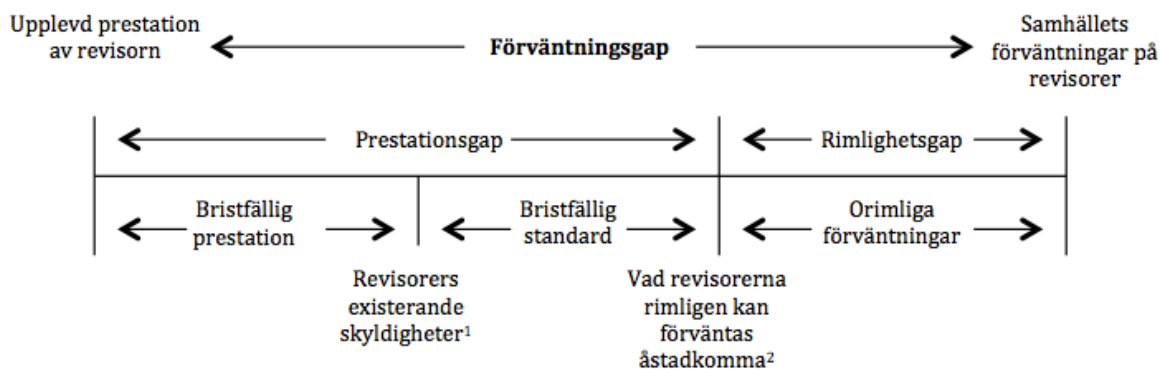 Upplevd prestation
av revisorn
Förväntningsgap
Samhällets
förväntningar på
revisorer
Prestationsgap
Rimlighetsgap
Bristfällig
prestation
Bristfällig
standard
Orimliga
förväntningar
Revisorers
existerande
skyldigheter¹
Vad revisorerna
rimligen kan
förväntas
åstadkomma²